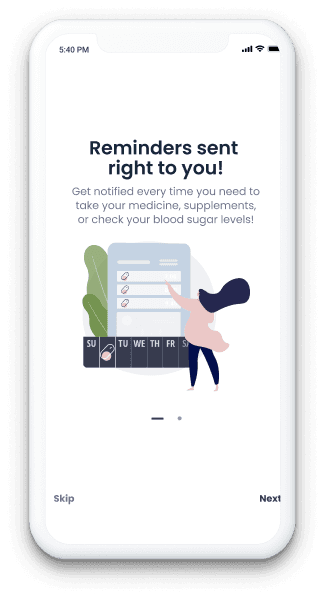 5:40 PM
Reminders sent
right to you!
Get notified every time you need to
take your medicine, supplements,
or check your blood sugar levels!
SU TU WE TH FR
Skip
Next